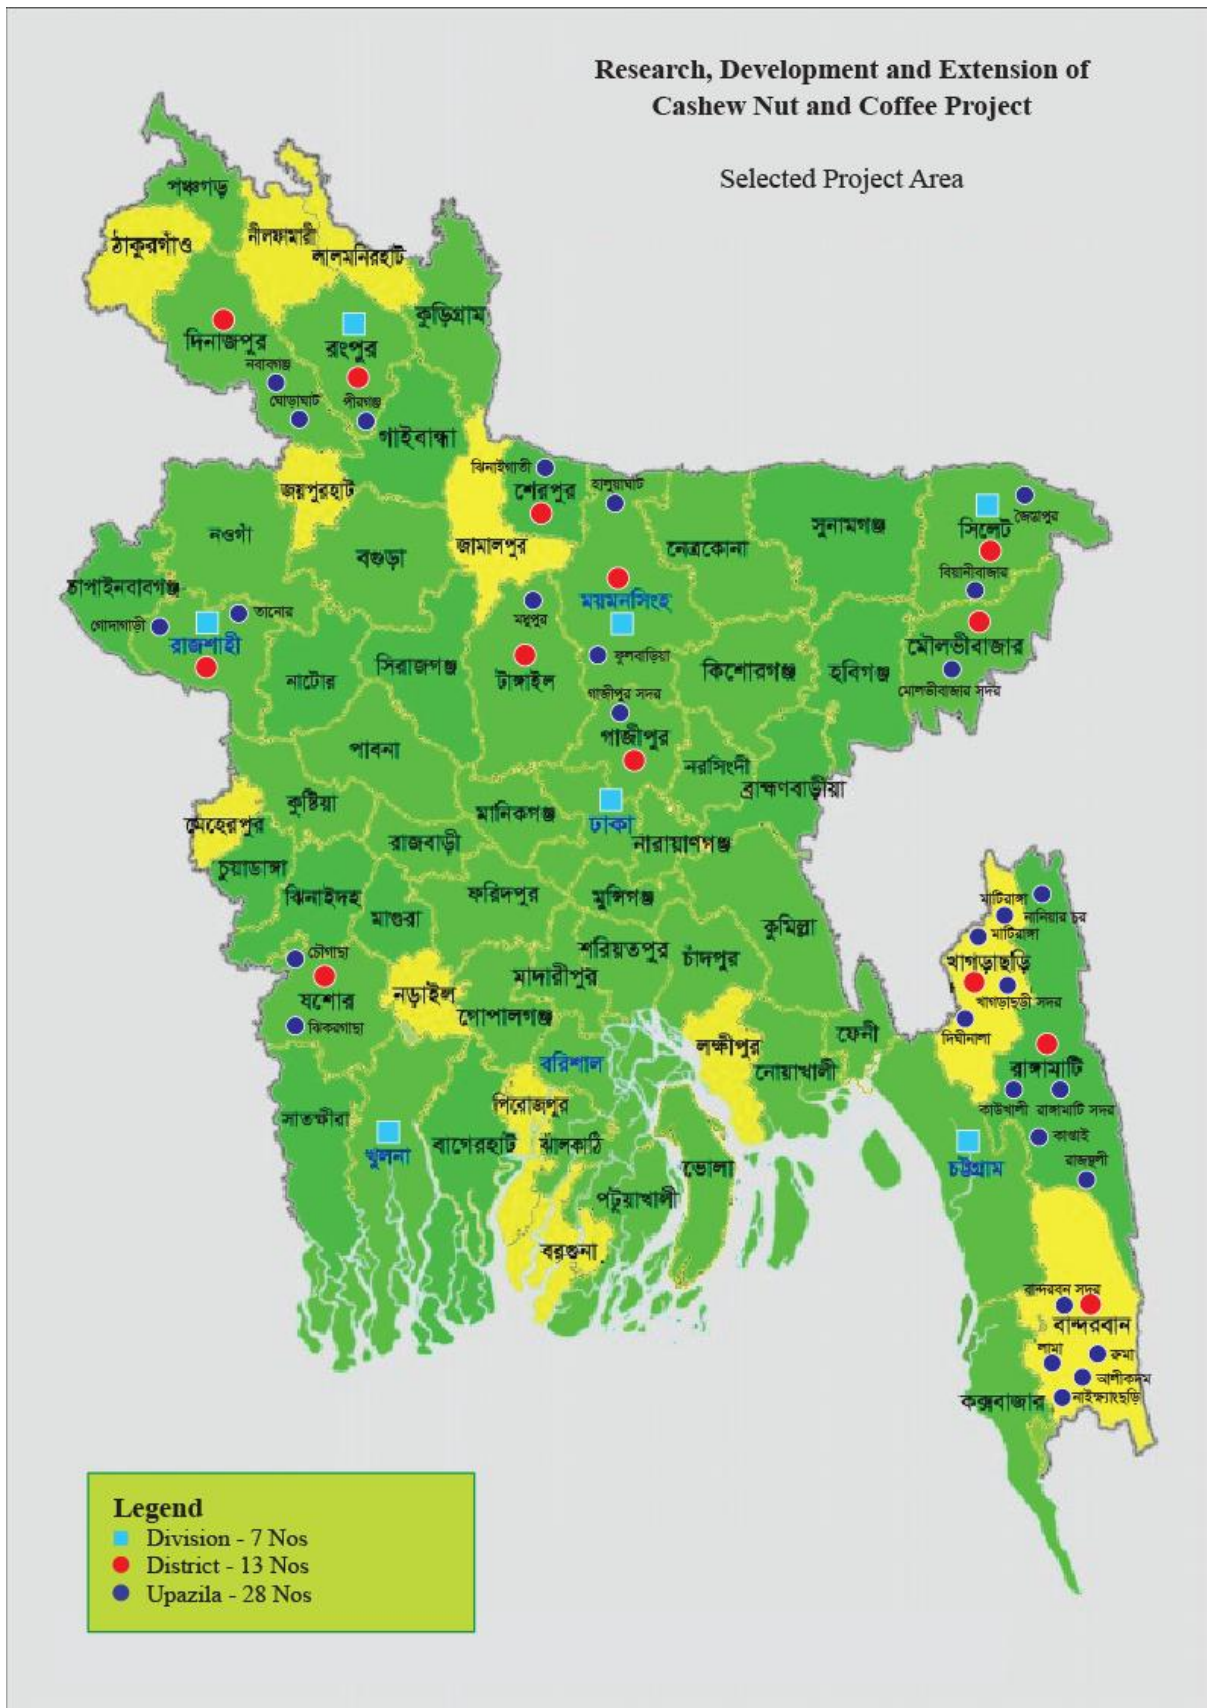 Research, Development and Extension of
Cashew Nut and Coffee Project
Selected Project Area
পঞ্চগড়
ঠাকুরগাঁও
নীলফামারী
লালমনিরহাট
কুড়িগ্রাম
দিনাজপুর
রংপুর
নবাবগঞ্জ
ঘোড়াঘাট
পীরগঞ্জ
গাইবান্ধা
জয়পুরহাট
ঝিনাইগাতী
শেরপুর
হালুয়াঘাট
জামালপুর
নেত্রকোনা
সুনামগঞ্জ
সিলেট
জৈন্তাপুর
বিয়ানীবাজার
নওগাঁ
বগুড়া
চাপাইনবাবগঞ্জ
গোদাগাড়ী
তানোর
রাজশাহী
মধুপুর
ময়মনসিংহ
ফুলবাড়িয়া
মৌলভীবাজার
মৌলভীবাজার সদর
নাটোর
সিরাজগঞ্জ
টাঙ্গাইল
কিশোরগঞ্জ
হবিগঞ্জ
গাজীপুর সদর
গাজীপুর
পাবনা
নরসিংদী
ব্রাহ্মণবাড়ীয়া
কুষ্টিয়া
মেহেরপুর
মানিকগঞ্জ
ঢাকা
রাজবাড়ী
নারায়াণগঞ্জ
চুয়াডাঙ্গা
ঝিনাইদহ
মাগুরা
ফরিদপুর
মুন্সিগঞ্জ
কুমিল্লা
মাটিরাঙ্গা
নানিয়ার চর
মাটিরাঙ্গা
চৌগাছা
যশোর
ঝিকরগাছা
নড়াইল
মাদারীপুর
শরিয়তপুর
চাঁদপুর
গোপালগঞ্জ
খাগড়াছড়ি
খাগড়াছড়ী সদর
দিঘীনালা
লক্ষীপুর
ফেনী
নোয়াখালী
রাঙ্গামাটি
কাউখালী
রাঙ্গামাটি সদর
বরিশাল
পিরোজপুর
সাতক্ষীরা
খুলনা
বাগেরহাট
ঝালকাঠি
ভোলা
পটুয়াখালী
বরগুনা
কাপ্তাই
চট্টগ্রাম
রাজস্থলী
বান্দরবন সদর
বান্দরবান
লামা
রুমা
আলীকদম
নাইক্ষ্যংছড়ি
কক্সবাজার
Legend
Division - 7 Nos
District - 13 Nos
Upazila - 28 Nos